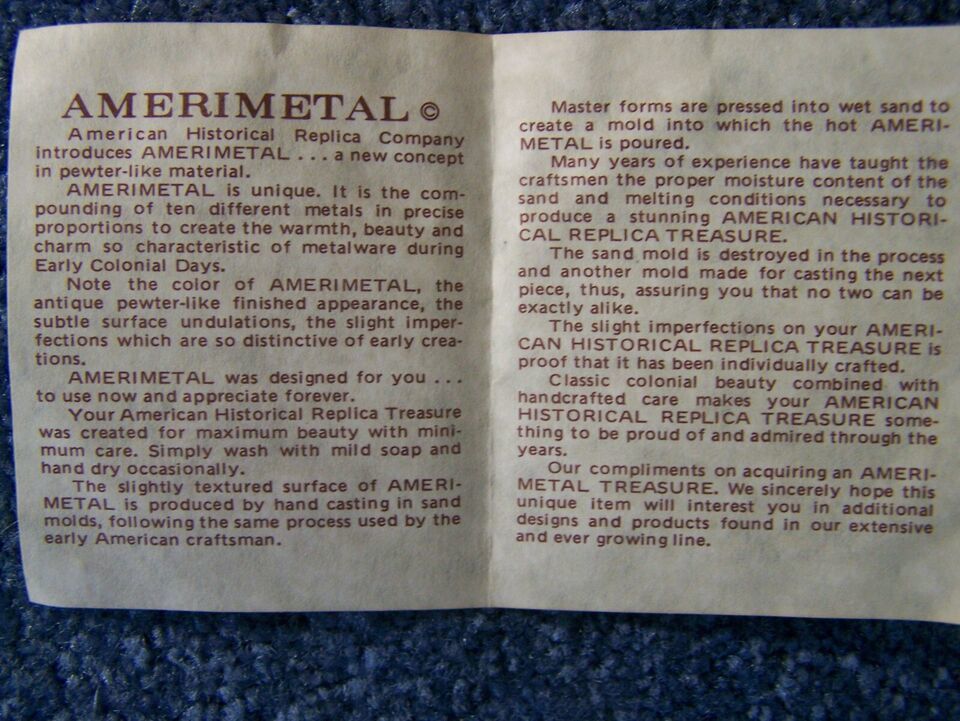 AMERIMETAL ©
American Historical Replica Company
introduces AMERIMETAL . . . a new concept
in pewter-like material.
AMERIMETAL is unique. It is the com-
pounding of ten different metals in precise
proportions to create the warmth, beauty and
charm so characteristic of metalware during
Early Colonial Days.
Note the color of AMERIMETAL, the
antique pewter-like finished appearance, the
subtle surface undulations, the slight imper-
fections which are so distinctive of early crea-
tions.
AMERIMETAL was designed for you . . .
to use now and appreciate forever.
Your American Historical Replica Treasure
was created for maximum beauty with mini-
mum care. Simply wash with mild soap and
hand dry occasionally.
The slightly textured surface of AMERI-
METAL is produced by hand casting in sand
molds, following the same process used by the
early American craftsman.
Master forms are pressed into wet sand to
create a mold into which the hot AMERI-
METAL is poured.
Many years of experience have taught the
craftsmen the proper moisture content of the
sand and melting conditions necessary to
produce a stunning AMERICAN HISTORI-
CAL REPLICA TREASURE.
The sand mold is destroyed in the process
and another mold made for casting the next
piece, thus, assuring you that no two can be
exactly alike.
The slight imperfections on your AMERI-
CAN HISTORICAL REPLICA TREASURE is
proof that it has been individually crafted.
Classic colonial beauty combined with
handcrafted care makes your AMERICAN
HISTORICAL REPLICA TREASURE some-
thing to be proud of and admired through the
years.
Our compliments on acquiring an AMERI-
METAL TREASURE. We sincerely hope this
unique item will interest you in additional
designs and products found in our extensive
and ever growing line.